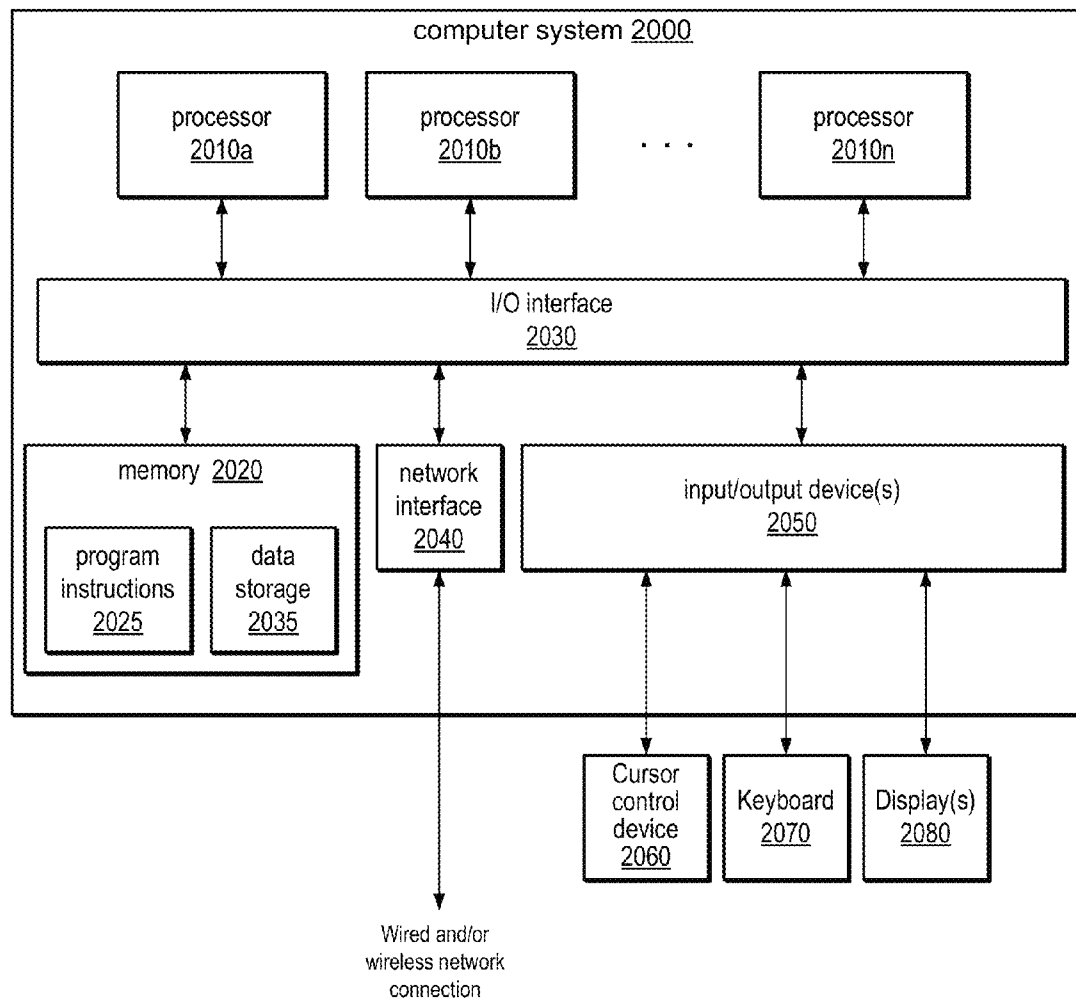 computer system 2000
processor
2010a
processor
2010b
. . .
processor
2010n
I/O interface
2030
memory 2020
program
instructions
2025
data
storage
2035
network
interface
2040
input/output device(s)
2050
Cursor
control
device
2060
Keyboard
2070
Display(s)
2080
Wired and/or
wireless network
connection